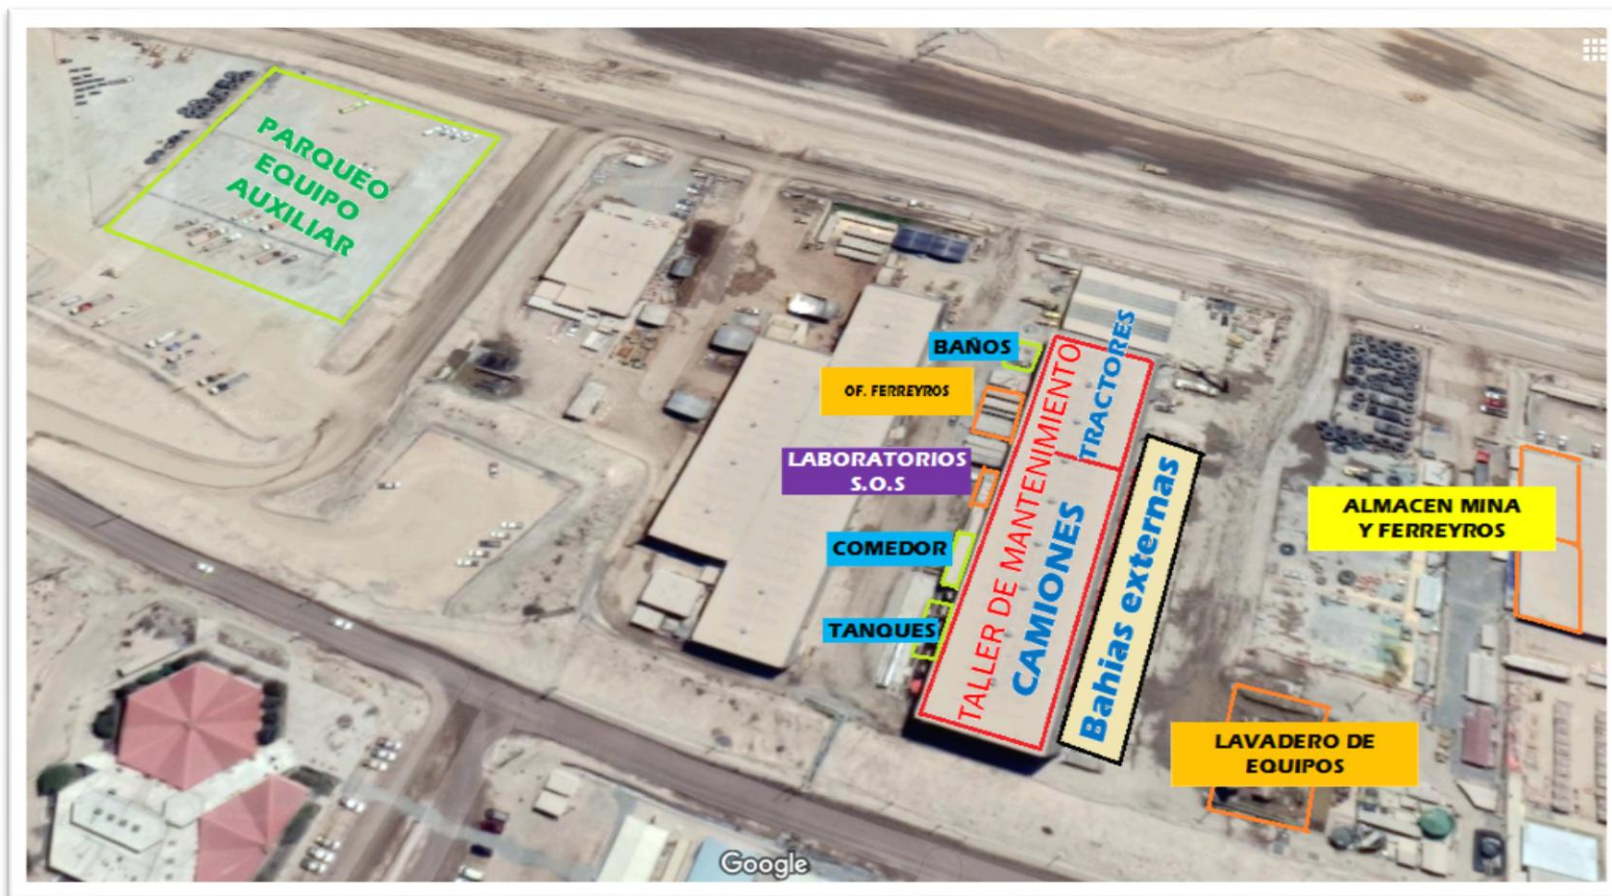 PARQUEO
EQUIPO
AUXILIAR
BAÑOS
OF. FERREYROS
LABORATORIOS
S.O.S
COMEDOR
TANQUES
TALLER DE MANTENIMIENTO
TRACTORES
CAMIONES
Bahias externas
ALMACEN MINA
Y FERREYROS
LAVADERO DE
EQUIPOS
Google